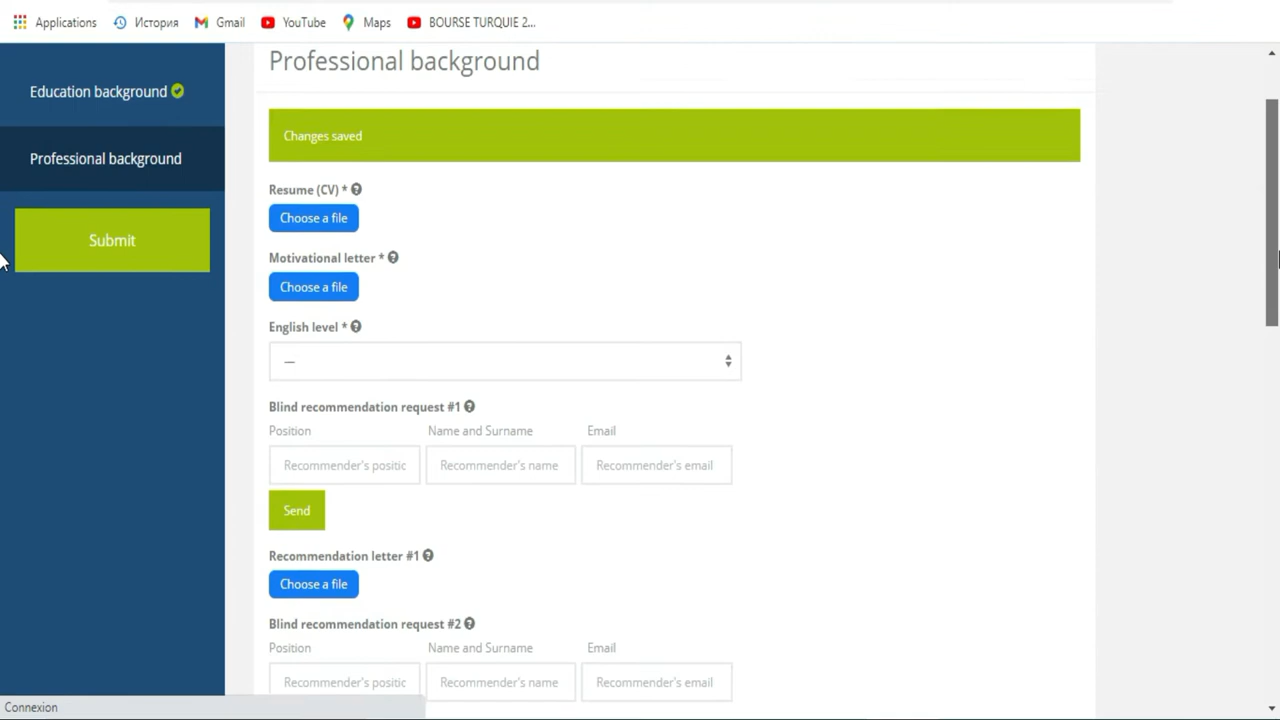 Applications История Gmail YouTube Maps BOURSE TURQUIE 2...
Professional background
Education background
Changes saved
Professional background
Resume (CV) *
Choose a file
Submit
Motivational letter *
Choose a file
English level *
—
Blind recommendation request #1
Position Name and Surname Email
Recommender's positic Recommender's name Recommender's email
Send
Recommendation letter #1
Choose a file
Blind recommendation request #2
Position Name and Surname Email
Recommender's positic Recommender's name Recommender's email
Connexion